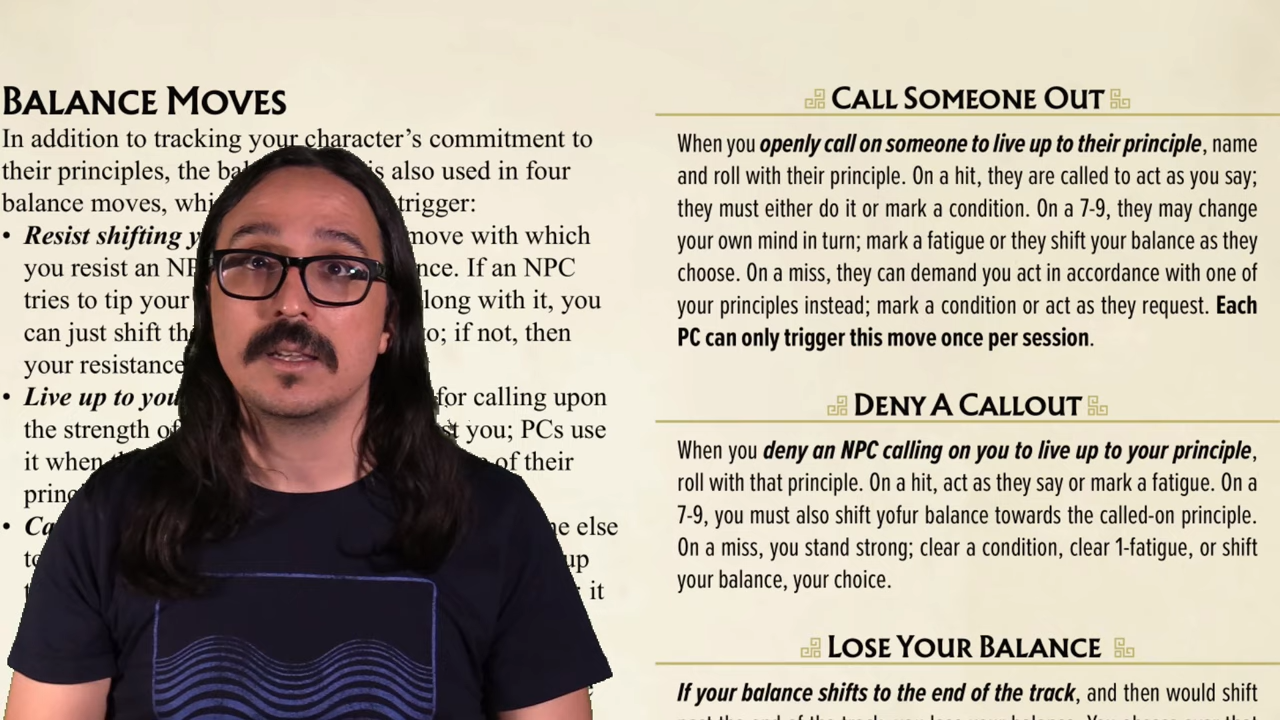 BALANCE MOVES
In addition to tracking your character's commitment to
their principles, the is also used in four
balance moves, trigger:
• Resist shifting move with which
you resist an If an NPC
tries to tip your along with it, you
can just shift if not, then
your resistance
• Live up to for calling upon
the strength you; PCs use
it when of their
else
up
it
CALL SOMEONE OUT
When you openly call on someone to live up to their principle, name
and roll with their principle. On a hit, they are called to act as you say;
they must either do it or mark a condition. On a 7-9, they may change
your own mind in turn; mark a fatigue or they shift your balance as they
choose. On a miss, they can demand you act in accordance with one of
your principles instead; mark a condition or act as they request. Each
PC can only trigger this move once per session.
DENY A CALLOUT
When you deny an NPC calling on you to live up to your principle,
roll with that principle. On a hit, act as they say or mark a fatigue. On a
7-9, you must also shift yofur balance towards the called-on principle.
On a miss, you stand strong; clear a condition, clear 1-fatigue, or shift
your balance, your choice.
LOSE YOUR BALANCE
If your balance shifts to the end of the track, and then would shift